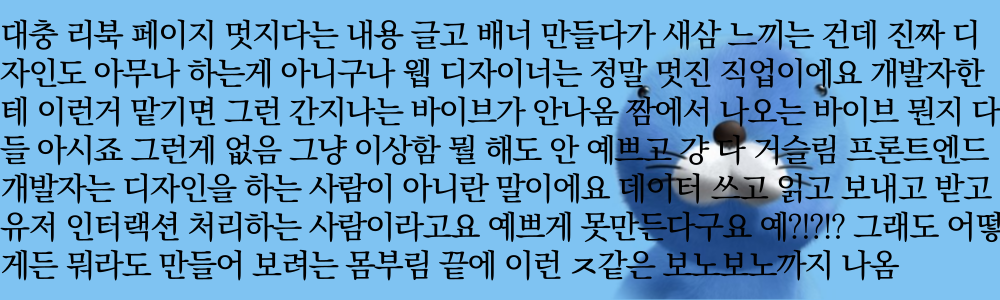 대충 리북 페이지 멋지다는 내용 글고 배너 만들다가 새삼 느끼는 건데 진짜 디
자인도 아무나 하는게 아니구나 웹 디자이너는 정말 멋진 직업이에요 개발자한
테 이런거 맡기면 그런 간지나는 바이브가 안나옴 짬에서 나오는 바이브 뭔지 다
들 아시죠 그런게 없음 그냥 이상함 뭘 해도 안 예쁘고 걍 다 거슬림 프론트엔드
개발자는 디자인을 하는 사람이 아니란 말이에요 데이터 쓰고 읽고 보내고 받고
유저 인터랙션 처리하는 사람이라고요 예쁘게 못만든다구요 예?!?!? 그래도 어떻
게든 뭐라도 만들어 보려는 몸부림 끝에 이런 ㅈ같은 보노보노까지 나옴